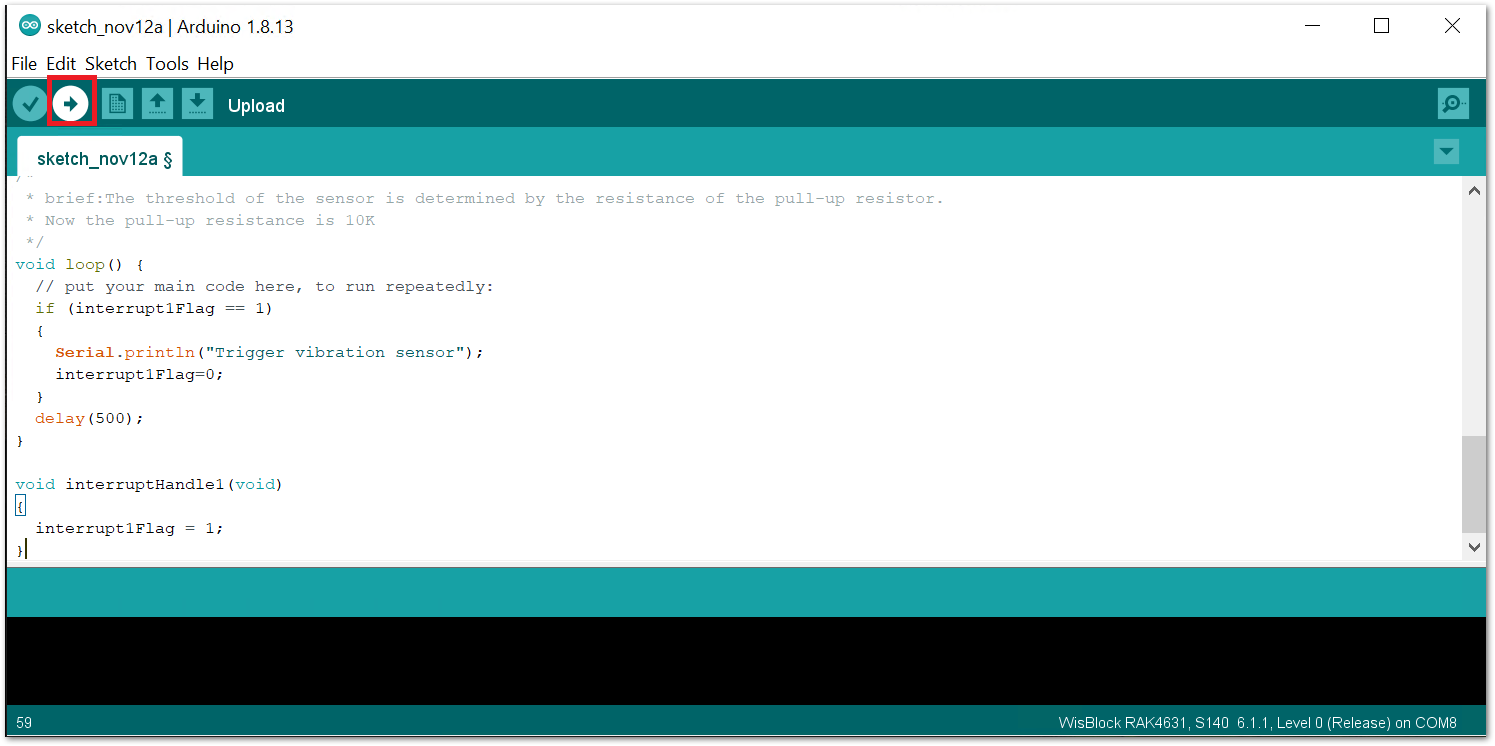 sketch_nov12a | Arduino 1.8.13
File Edit Sketch Tools Help
Upload
sketch_nov12a §
/*
* brief:The threshold of the sensor is determined by the resistance of the pull-up resistor.
* Now the pull-up resistance is 10K
*/
void loop() {
// put your main code here, to run repeatedly:
if (interrupt1Flag == 1)
{
Serial.println("Trigger vibration sensor");
interrupt1Flag=0;
}
delay(500);
}
void interruptHandle1(void)
{
interrupt1Flag = 1;
}
59
WisBlock RAK4631, S140 6.1.1, Level 0 (Release) on COM8